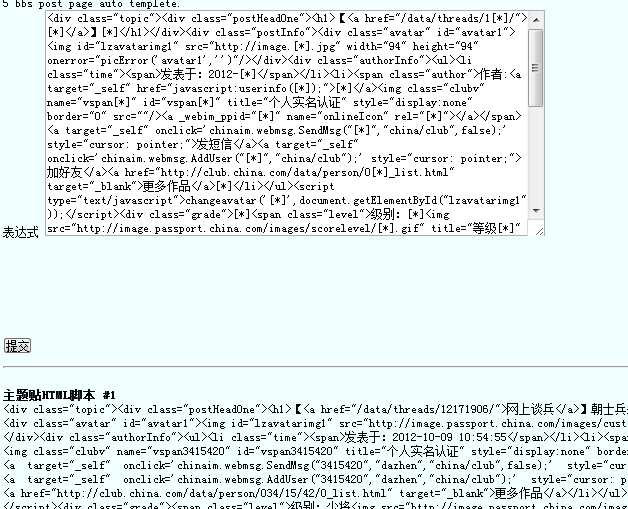 5 bbs post page auto templete.
<div class="topic"><div class="postHeadOne"><h1>【<a href="/data/threads/1[*]/">
[*]</a>】[*]</h1></div><div class="postInfo"><div class="avatar" id="avatar1">
<img id="lzavatarimg1" src="http://image.[*].jpg" width="94" height="94"
onerror="picError('avatar1','')"/></div><div class="authorInfo"><ul><li
class="time"><span>发表于：2012-[*]</span></li><li><span class="author">作者:<a
target="_self" href="javascript:userinfo([*]);">[*]</a><img class="clubv"
name="vspan[*]" id="vspan[*]" title="个人实名认证" style="display:none"
border="0" src=""/><a _webim_ppid="[*]" name="onlineIcon" rel="[*]"></a></span>
<a target="_self" onclick='chinaim.webmsg.SendMsg("[*]","china/club",false);'
style="cursor: pointer;">发短信</a><a target="_self"
onclick='chinaim.webmsg.AddUser("[*]","china/club");' style="cursor: pointer;">
加好友</a><a href="http://club.china.com/data/person/0[*]_list.html"
target="_blank">更多作品</a>[*]</li></ul><script
type="text/javascript">changeavatar('[*]',document.getElementById("lzavatarimg1"
));</script><div class="grade">[*]<span class="level">级别：[*]<img
src="http://image.passport.china.com/images/scorelevel/[*].gif" title="等级[*]"
表达式
提交
主题贴HTML脚本 #1
<div class="topic"><div class="postHeadOne"><h1>【<a href="/data/threads/12171906/">网上谈兵</a>】朝士兵
<div class="avatar" id="avatar1"><img id="lzavatarimg1" src="http://image.passport.china.com/images/cust
</div><div class="authorInfo"><ul><li class="time"><span>发表于：2012-10-09 10:54:55</span></li><li><span
<img class="clubv" name="vspan3415420" id="vspan3415420" title="个人实名认证" style="display:none" border
<a  target="_self"  onclick='chinaim.webmsg.SendMsg("3415420","dazhen","china/club",false);'  style="cur
<a  target="_self"  onclick='chinaim.webmsg.AddUser("3415420","dazhen","china/club");'  style="cursor: p
<a href="http://club.china.com/data/person/034/15/42/0_list.html" target="_blank">更多作品</a></li></ul>
</script><div class="grade"><span class="level">级别：少将<img src="http://image.passport.china.com/imag